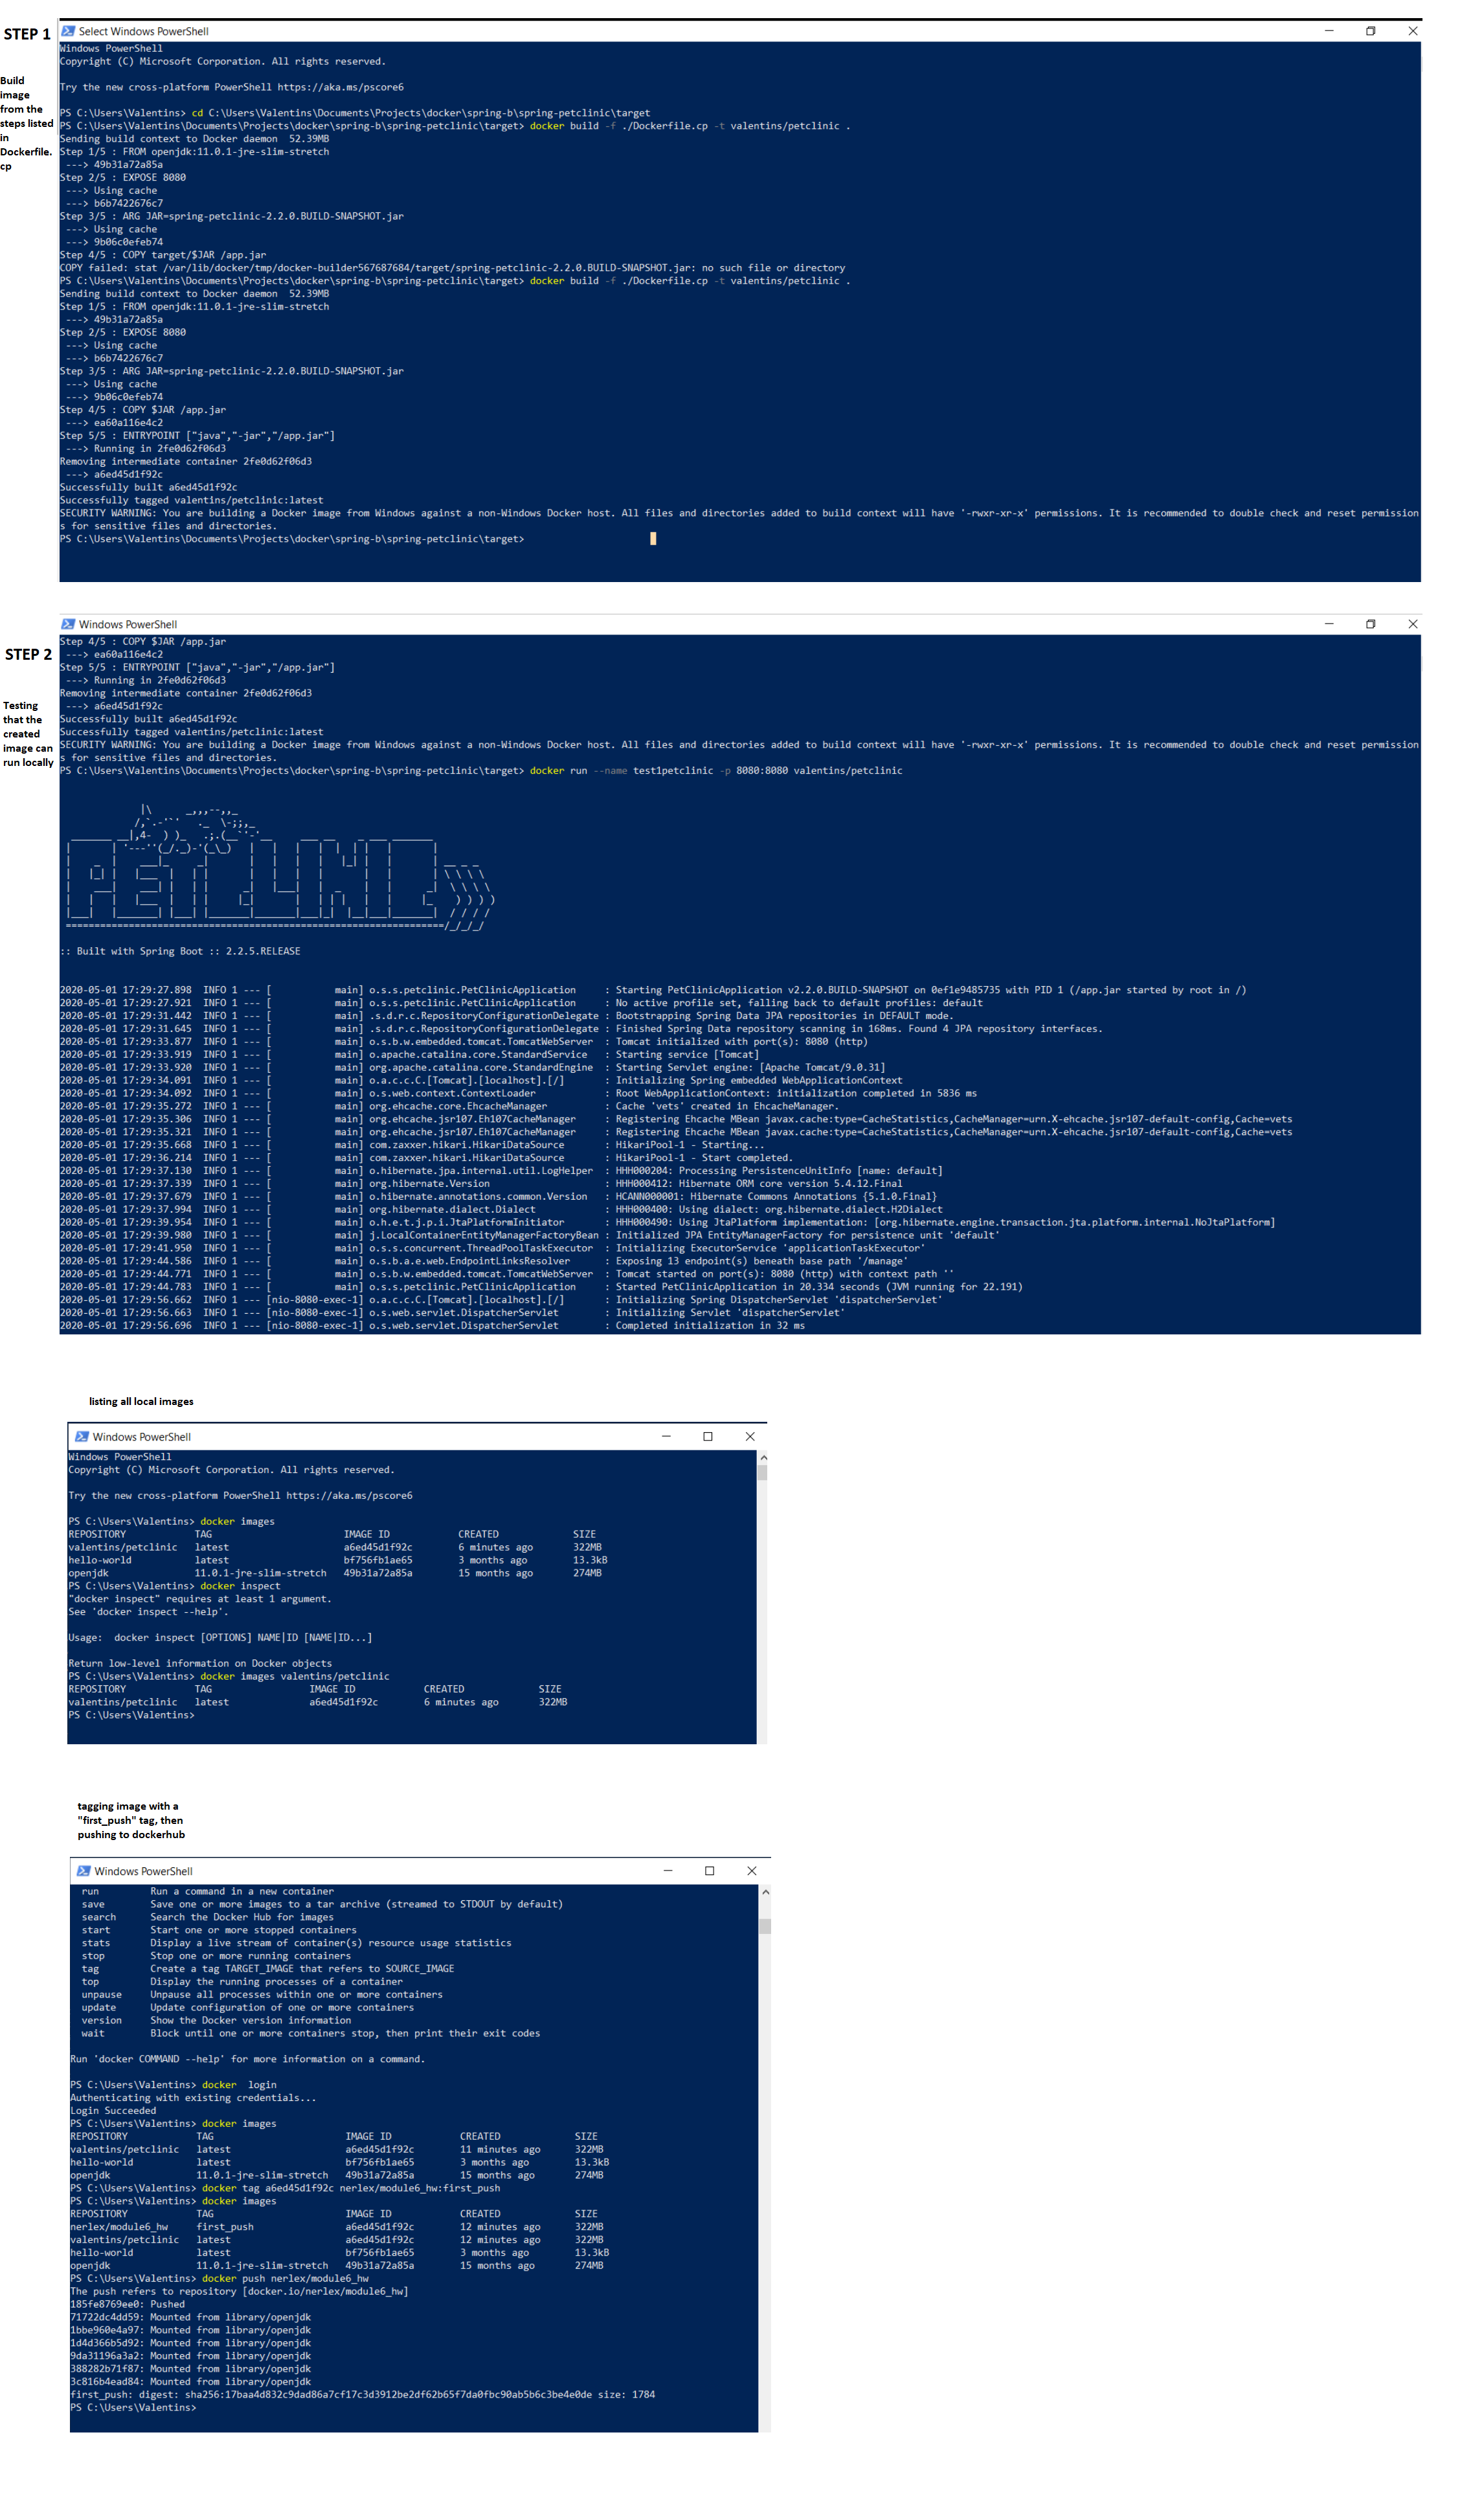 STEP 1
Build
image
from the
steps listed
in
Dockerfile.
cp
Select Windows PowerShell
Windows PowerShell
Copyright (C) Microsoft Corporation. All rights reserved.
Try the new cross-platform PowerShell https://aka.ms/pscore6
PS C:\Users\Valentins> cd C:\Users\Valentins\Documents\Projects\docker\spring-b\spring-petclinic\target
PS C:\Users\Valentins\Documents\Projects\docker\spring-b\spring-petclinic\target> docker build -f ./Dockerfile.cp -t valentins/petclinic .
Sending build context to Docker daemon  52.39MB
Step 1/5 : FROM openjdk:11.0.1-jre-slim-stretch
---> 49b31a72a85a
Step 2/5 : EXPOSE 8080
---> Using cache
---> b6b7422676c7
Step 3/5 : ARG JAR=spring-petclinic-2.2.0.BUILD-SNAPSHOT.jar
---> Using cache
---> 9b06c0efeb74
Step 4/5 : COPY target/$JAR /app.jar
COPY failed: stat /var/lib/docker/tmp/docker-builder567687684/target/spring-petclinic-2.2.0.BUILD-SNAPSHOT.jar: no such file or directory
PS C:\Users\Valentins\Documents\Projects\docker\spring-b\spring-petclinic\target> docker build -f ./Dockerfile.cp -t valentins/petclinic .
Sending build context to Docker daemon  52.39MB
Step 1/5 : FROM openjdk:11.0.1-jre-slim-stretch
---> 49b31a72a85a
Step 2/5 : EXPOSE 8080
---> Using cache
---> b6b7422676c7
Step 3/5 : ARG JAR=spring-petclinic-2.2.0.BUILD-SNAPSHOT.jar
---> Using cache
---> 9b06c0efeb74
Step 4/5 : COPY $JAR /app.jar
---> ea60a116e4c2
Step 5/5 : ENTRYPOINT ["java","-jar","/app.jar"]
---> Running in 2fe0d62f06d3
Removing intermediate container 2fe0d62f06d3
---> a6ed45d1f92c
Successfully built a6ed45d1f92c
Successfully tagged valentins/petclinic:latest
SECURITY WARNING: You are building a Docker image from Windows against a non-Windows Docker host. All files and directories added to build context will have '-rwxr-xr-x' permissions. It is recommended to double check and reset permission
s for sensitive files and directories.
PS C:\Users\Valentins\Documents\Projects\docker\spring-b\spring-petclinic\target>
STEP 2
Testing
that the
created
image can
run locally
Windows PowerShell
Step 4/5 : COPY $JAR /app.jar
---> ea60a116e4c2
Step 5/5 : ENTRYPOINT ["java","-jar","/app.jar"]
---> Running in 2fe0d62f06d3
Removing intermediate container 2fe0d62f06d3
---> a6ed45d1f92c
Successfully built a6ed45d1f92c
Successfully tagged valentins/petclinic:latest
SECURITY WARNING: You are building a Docker image from Windows against a non-Windows Docker host. All files and directories added to build context will have '-rwxr-xr-x' permissions. It is recommended to double check and reset permission
s for sensitive files and directories.
PS C:\Users\Valentins\Documents\Projects\docker\spring-b\spring-petclinic\target> docker run --name test1petclinic -p 8080:8080 valentins/petclinic
:: Built with Spring Boot :: 2.2.5.RELEASE
2020-05-01 17:29:27.898  INFO 1 --- [           main] o.s.s.petclinic.PetClinicApplication     : Starting PetClinicApplication v2.2.0.BUILD-SNAPSHOT on 0ef1e9485735 with PID 1 (/app.jar started by root in /)
2020-05-01 17:29:27.921  INFO 1 --- [           main] o.s.s.petclinic.PetClinicApplication     : No active profile set, falling back to default profiles: default
2020-05-01 17:29:31.442  INFO 1 --- [           main] .s.d.r.c.RepositoryConfigurationDelegate : Bootstrapping Spring Data JPA repositories in DEFAULT mode.
2020-05-01 17:29:31.645  INFO 1 --- [           main] .s.d.r.c.RepositoryConfigurationDelegate : Finished Spring Data repository scanning in 168ms. Found 4 JPA repository interfaces.
2020-05-01 17:29:33.877  INFO 1 --- [           main] o.s.b.w.embedded.tomcat.TomcatWebServer  : Tomcat initialized with port(s): 8080 (http)
2020-05-01 17:29:33.919  INFO 1 --- [           main] o.apache.catalina.core.StandardService   : Starting service [Tomcat]
2020-05-01 17:29:33.920  INFO 1 --- [           main] org.apache.catalina.core.StandardEngine  : Starting Servlet engine: [Apache Tomcat/9.0.31]
2020-05-01 17:29:34.091  INFO 1 --- [           main] o.a.c.c.C.[Tomcat].[localhost].[/]       : Initializing Spring embedded WebApplicationContext
2020-05-01 17:29:34.092  INFO 1 --- [           main] o.s.web.context.ContextLoader            : Root WebApplicationContext: initialization completed in 5836 ms
2020-05-01 17:29:35.272  INFO 1 --- [           main] org.ehcache.core.EhcacheManager          : Cache 'vets' created in EhcacheManager.
2020-05-01 17:29:35.306  INFO 1 --- [           main] org.ehcache.jsr107.Eh107CacheManager     : Registering Ehcache MBean javax.cache:type=CacheStatistics,CacheManager=urn.X-ehcache.jsr107-default-config,Cache=vets
2020-05-01 17:29:35.321  INFO 1 --- [           main] org.ehcache.jsr107.Eh107CacheManager     : Registering Ehcache MBean javax.cache:type=CacheStatistics,CacheManager=urn.X-ehcache.jsr107-default-config,Cache=vets
2020-05-01 17:29:35.668  INFO 1 --- [           main] com.zaxxer.hikari.HikariDataSource       : HikariPool-1 - Starting...
2020-05-01 17:29:36.214  INFO 1 --- [           main] com.zaxxer.hikari.HikariDataSource       : HikariPool-1 - Start completed.
2020-05-01 17:29:37.130  INFO 1 --- [           main] o.hibernate.jpa.internal.util.LogHelper  : HHH000204: Processing PersistenceUnitInfo [name: default]
2020-05-01 17:29:37.339  INFO 1 --- [           main] org.hibernate.Version                    : HHH000412: Hibernate ORM core version 5.4.12.Final
2020-05-01 17:29:37.679  INFO 1 --- [           main] o.hibernate.annotations.common.Version   : HCANN000001: Hibernate Commons Annotations {5.1.0.Final}
2020-05-01 17:29:37.994  INFO 1 --- [           main] org.hibernate.dialect.Dialect            : HHH000400: Using dialect: org.hibernate.dialect.H2Dialect
2020-05-01 17:29:39.954  INFO 1 --- [           main] o.h.e.t.j.p.i.JtaPlatformInitiator       : HHH000490: Using JtaPlatform implementation: [org.hibernate.engine.transaction.jta.platform.internal.NoJtaPlatform]
2020-05-01 17:29:39.980  INFO 1 --- [           main] j.LocalContainerEntityManagerFactoryBean : Initialized JPA EntityManagerFactory for persistence unit 'default'
2020-05-01 17:29:41.950  INFO 1 --- [           main] o.s.s.concurrent.ThreadPoolTaskExecutor  : Initializing ExecutorService 'applicationTaskExecutor'
2020-05-01 17:29:44.586  INFO 1 --- [           main] o.s.b.a.e.web.EndpointLinksResolver      : Exposing 13 endpoint(s) beneath base path '/manage'
2020-05-01 17:29:44.771  INFO 1 --- [           main] o.s.b.w.embedded.tomcat.TomcatWebServer  : Tomcat started on port(s): 8080 (http) with context path ''
2020-05-01 17:29:44.783  INFO 1 --- [           main] o.s.s.petclinic.PetClinicApplication     : Started PetClinicApplication in 20.334 seconds (JVM running for 22.191)
2020-05-01 17:29:56.662  INFO 1 --- [nio-8080-exec-1] o.a.c.c.C.[Tomcat].[localhost].[/]       : Initializing Spring DispatcherServlet 'dispatcherServlet'
2020-05-01 17:29:56.663  INFO 1 --- [nio-8080-exec-1] o.s.web.servlet.DispatcherServlet        : Initializing Servlet 'dispatcherServlet'
2020-05-01 17:29:56.696  INFO 1 --- [nio-8080-exec-1] o.s.web.servlet.DispatcherServlet        : Completed initialization in 32 ms
listing all local images
Windows PowerShell
Windows PowerShell
Copyright (C) Microsoft Corporation. All rights reserved.
Try the new cross-platform PowerShell https://aka.ms/pscore6
PS C:\Users\Valentins> docker images
REPOSITORY TAG IMAGE ID CREATED SIZE
valentins/petclinic latest a6ed45d1f92c 6 minutes ago 322MB
hello-world latest bf756fb1ae65 3 months ago 13.3kB
openjdk 11.0.1-jre-slim-stretch 49b31a72a85a 15 months ago 274MB
PS C:\Users\Valentins> docker inspect
"docker inspect" requires at least 1 argument.
See 'docker inspect --help'.
Usage:  docker inspect [OPTIONS] NAME|ID [NAME|ID...]
Return low-level information on Docker objects
PS C:\Users\Valentins> docker images valentins/petclinic
REPOSITORY TAG IMAGE ID CREATED SIZE
valentins/petclinic latest a6ed45d1f92c 6 minutes ago 322MB
PS C:\Users\Valentins>
tagging image with a
"first_push" tag, then
pushing to dockerhub
Windows PowerShell
run Run a command in a new container
save Save one or more images to a tar archive (streamed to STDOUT by default)
search Search the Docker Hub for images
start Start one or more stopped containers
stats Display a live stream of container(s) resource usage statistics
stop Stop one or more running containers
tag Create a tag TARGET_IMAGE that refers to SOURCE_IMAGE
top Display the running processes of a container
unpause Unpause all processes within one or more containers
update Update configuration of one or more containers
version Show the Docker version information
wait Block until one or more containers stop, then print their exit codes
Run 'docker COMMAND --help' for more information on a command.
PS C:\Users\Valentins> docker  login
Authenticating with existing credentials...
Login Succeeded
PS C:\Users\Valentins> docker images
REPOSITORY TAG IMAGE ID CREATED SIZE
valentins/petclinic latest a6ed45d1f92c 11 minutes ago 322MB
hello-world latest bf756fb1ae65 3 months ago 13.3kB
openjdk 11.0.1-jre-slim-stretch 49b31a72a85a 15 months ago 274MB
PS C:\Users\Valentins> docker tag a6ed45d1f92c nerlex/module6_hw:first_push
PS C:\Users\Valentins> docker images
REPOSITORY TAG IMAGE ID CREATED SIZE
nerlex/module6_hw first_push a6ed45d1f92c 12 minutes ago 322MB
valentins/petclinic latest a6ed45d1f92c 12 minutes ago 322MB
hello-world latest bf756fb1ae65 3 months ago 13.3kB
openjdk 11.0.1-jre-slim-stretch 49b31a72a85a 15 months ago 274MB
PS C:\Users\Valentins> docker push nerlex/module6_hw
The push refers to repository [docker.io/nerlex/module6_hw]
185fe8769ee0: Pushed
71722dc4dd59: Mounted from library/openjdk
1bbe960e4a97: Mounted from library/openjdk
1d4d366b5d92: Mounted from library/openjdk
9da31196a3a2: Mounted from library/openjdk
388282b71f87: Mounted from library/openjdk
3c816b4ead84: Mounted from library/openjdk
first_push: digest: sha256:17baa4d832c9dad86a7cf17c3d3912be2df62b65f7da0fbc90ab5b6c3be4e0de size: 1784
PS C:\Users\Valentins>